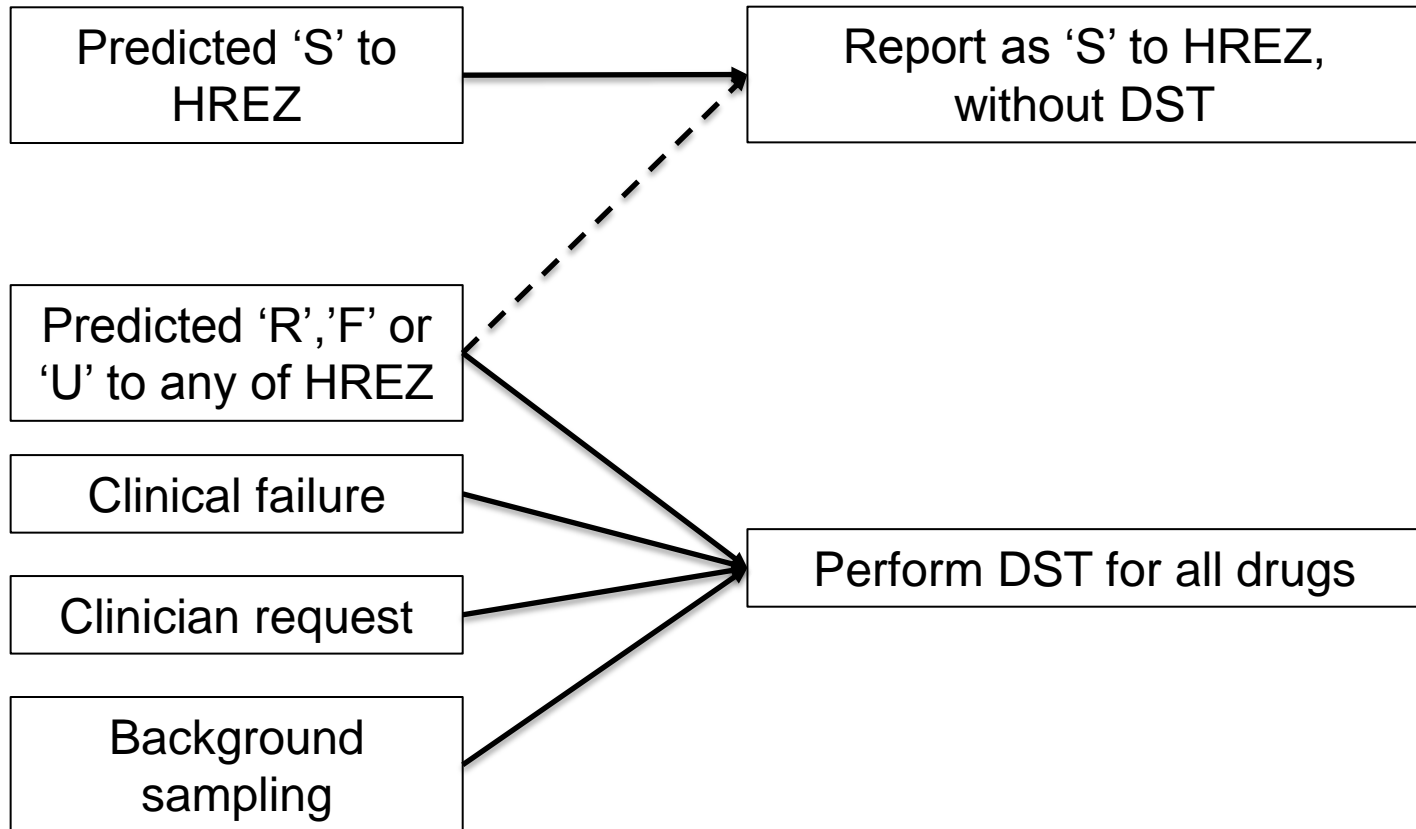 Predicted ‘S’ to
HREZ
Report as ‘S’ to HREZ,
without DST
Predicted ‘R’,’F’ or
‘U’ to any of HREZ
Clinical failure
Perform DST for all drugs
Clinician request
Background
sampling